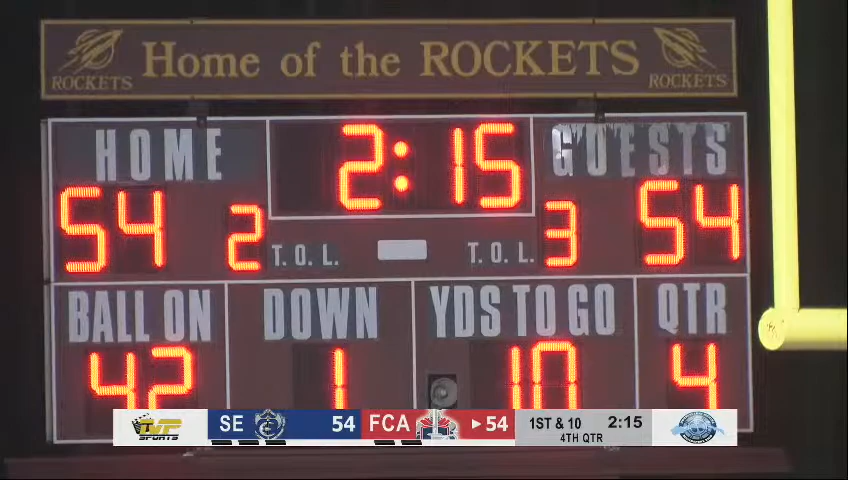 Home of the ROCKETS
ROCKETS
ROCKETS
HOME
2:15
GUESTS
54
2
T.O.L.
T.O.L.
3
54
BALL ON
DOWN
YDS TO GO
QTR
42
1
10
4
TVF SPORTS
SE 54
FCA ▸54
1ST & 10 2:15
4TH QTR